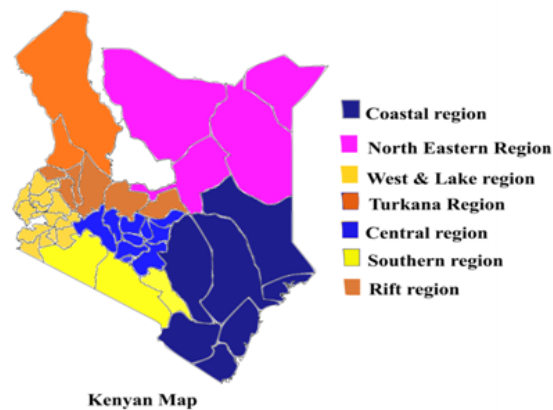 Coastal region
North Eastern Region
West & Lake region
Turkana Region
Central region
Southern region
Rift region
Kenyan Map